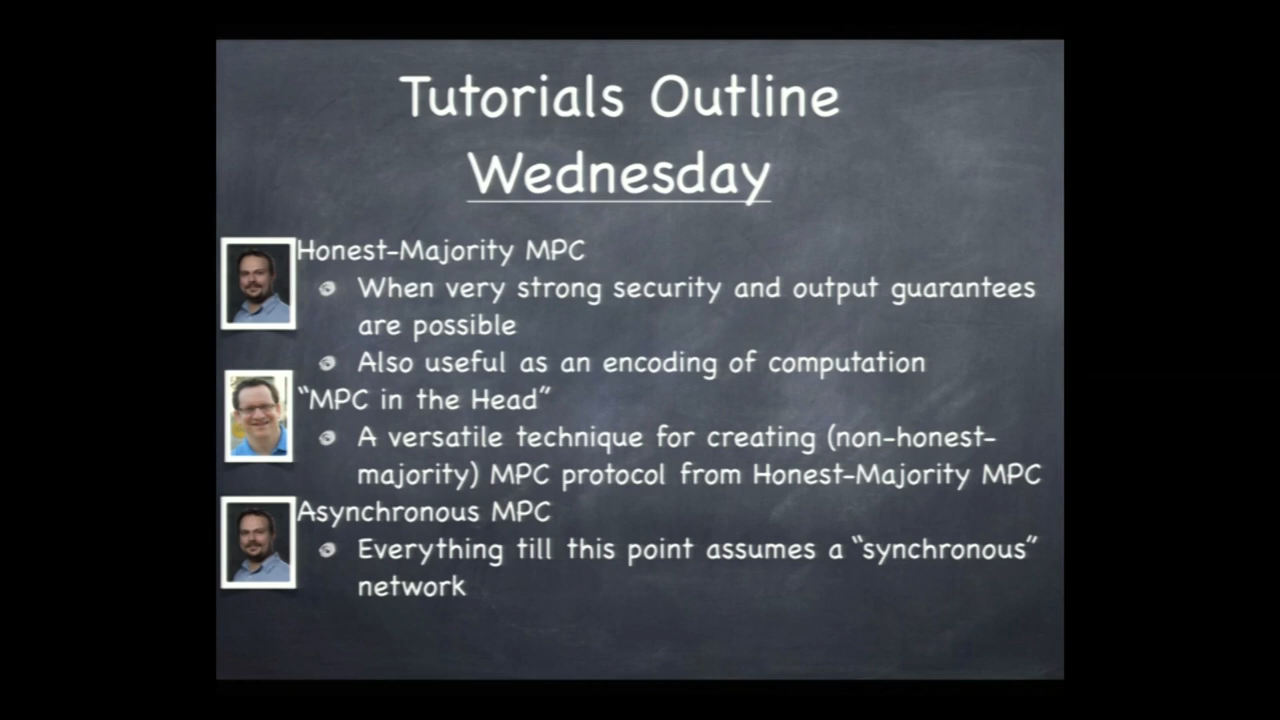 Tutorials Outline
Wednesday
Honest-Majority MPC
When very strong security and output guarantees
are possible
Also useful as an encoding of computation
“MPC in the Head”
A versatile technique for creating (non-honest-
majority) MPC protocol from Honest-Majority MPC
Asynchronous MPC
Everything till this point assumes a “synchronous”
network